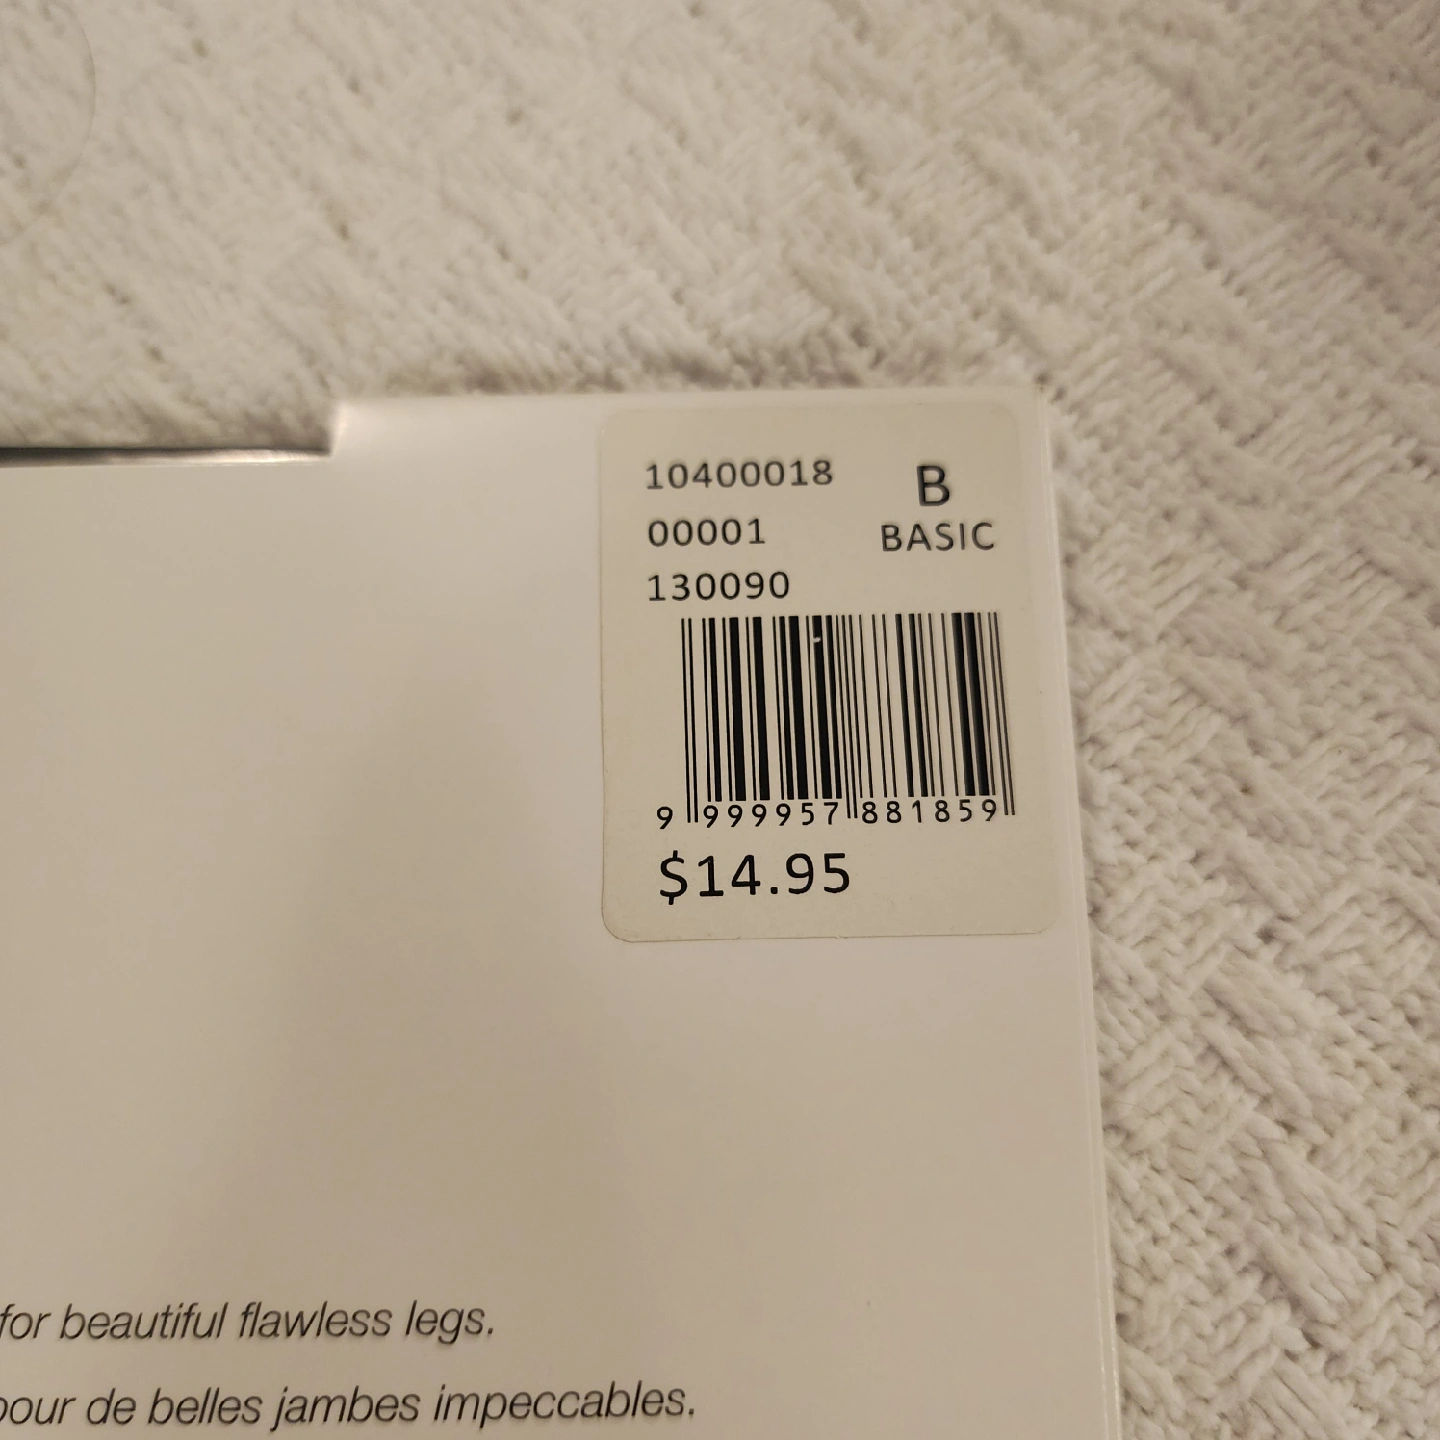 10400018
B
00001
BASIC
130090
9 999957 881859
$14.95
for beautiful flawless legs.
pour de belles jambes impeccables.